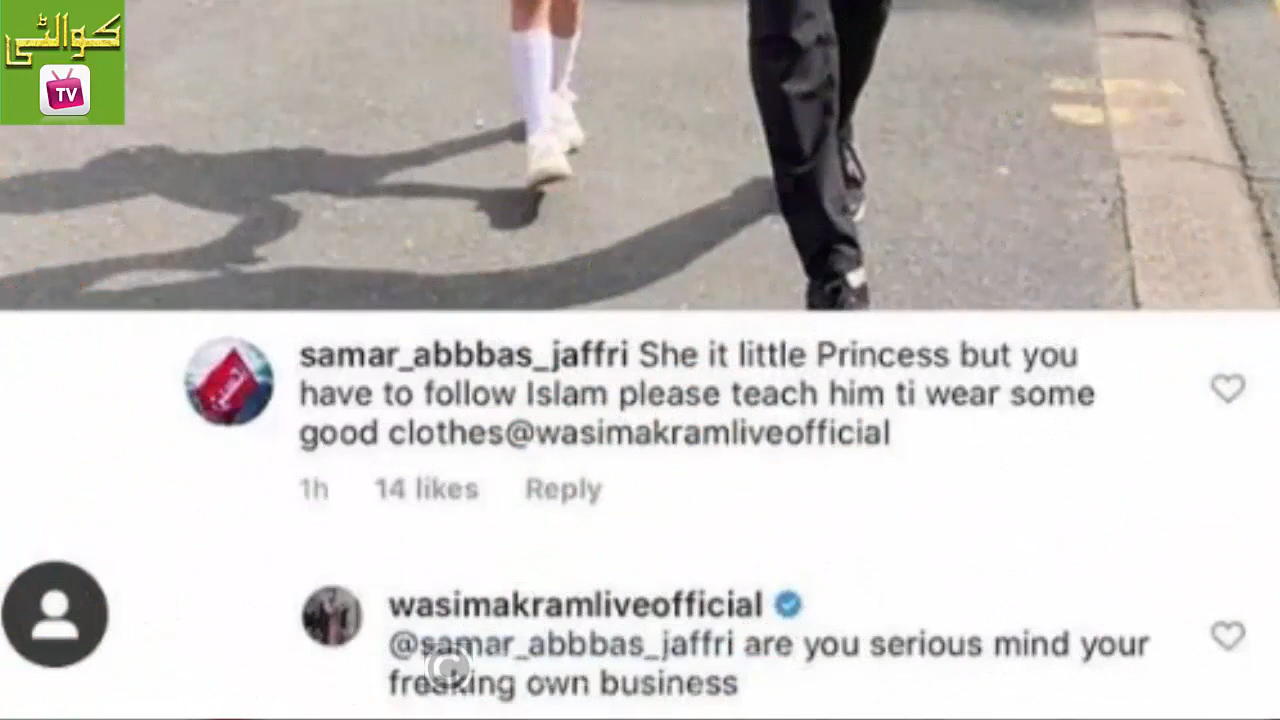 کوالٹی
TV
samar_abbbas_jaffri She it little Princess but you
have to follow Islam please teach him ti wear some
good clothes@wasimakramliveofficial
1h 14 likes Reply
wasimakramliveofficial
@samar_abbbas_jaffri are you serious mind your
freaking own business
©